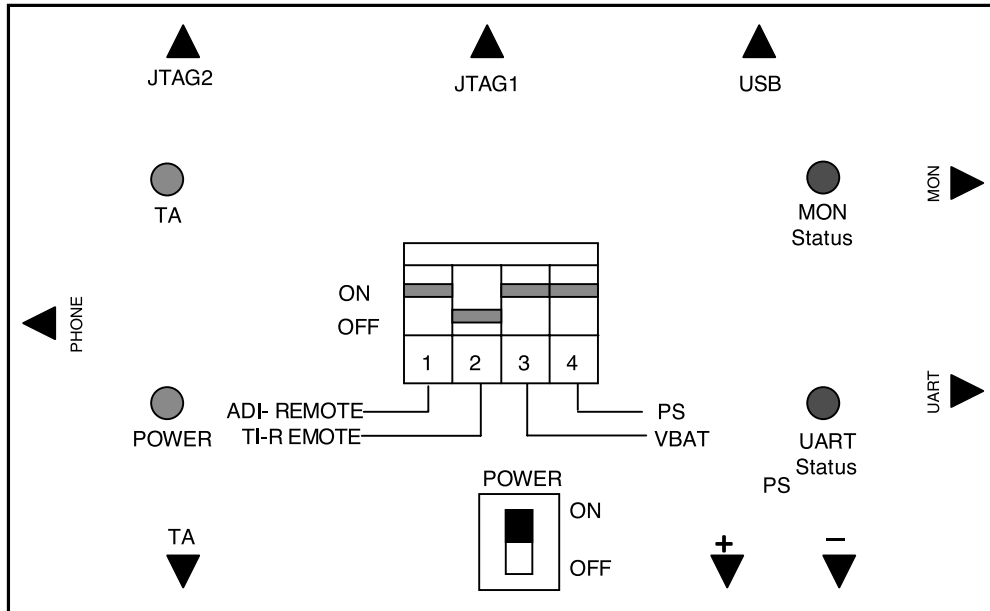 JTAG2
JTAG1
USB
TA
MON
Status
MON
PHONE
ON
OFF
1 2 3 4
UART
ADI- REMOTE
TI-R EMOTE
PS
VBAT
POWER
UART
Status
PS
POWER
ON
OFF
TA
+ −